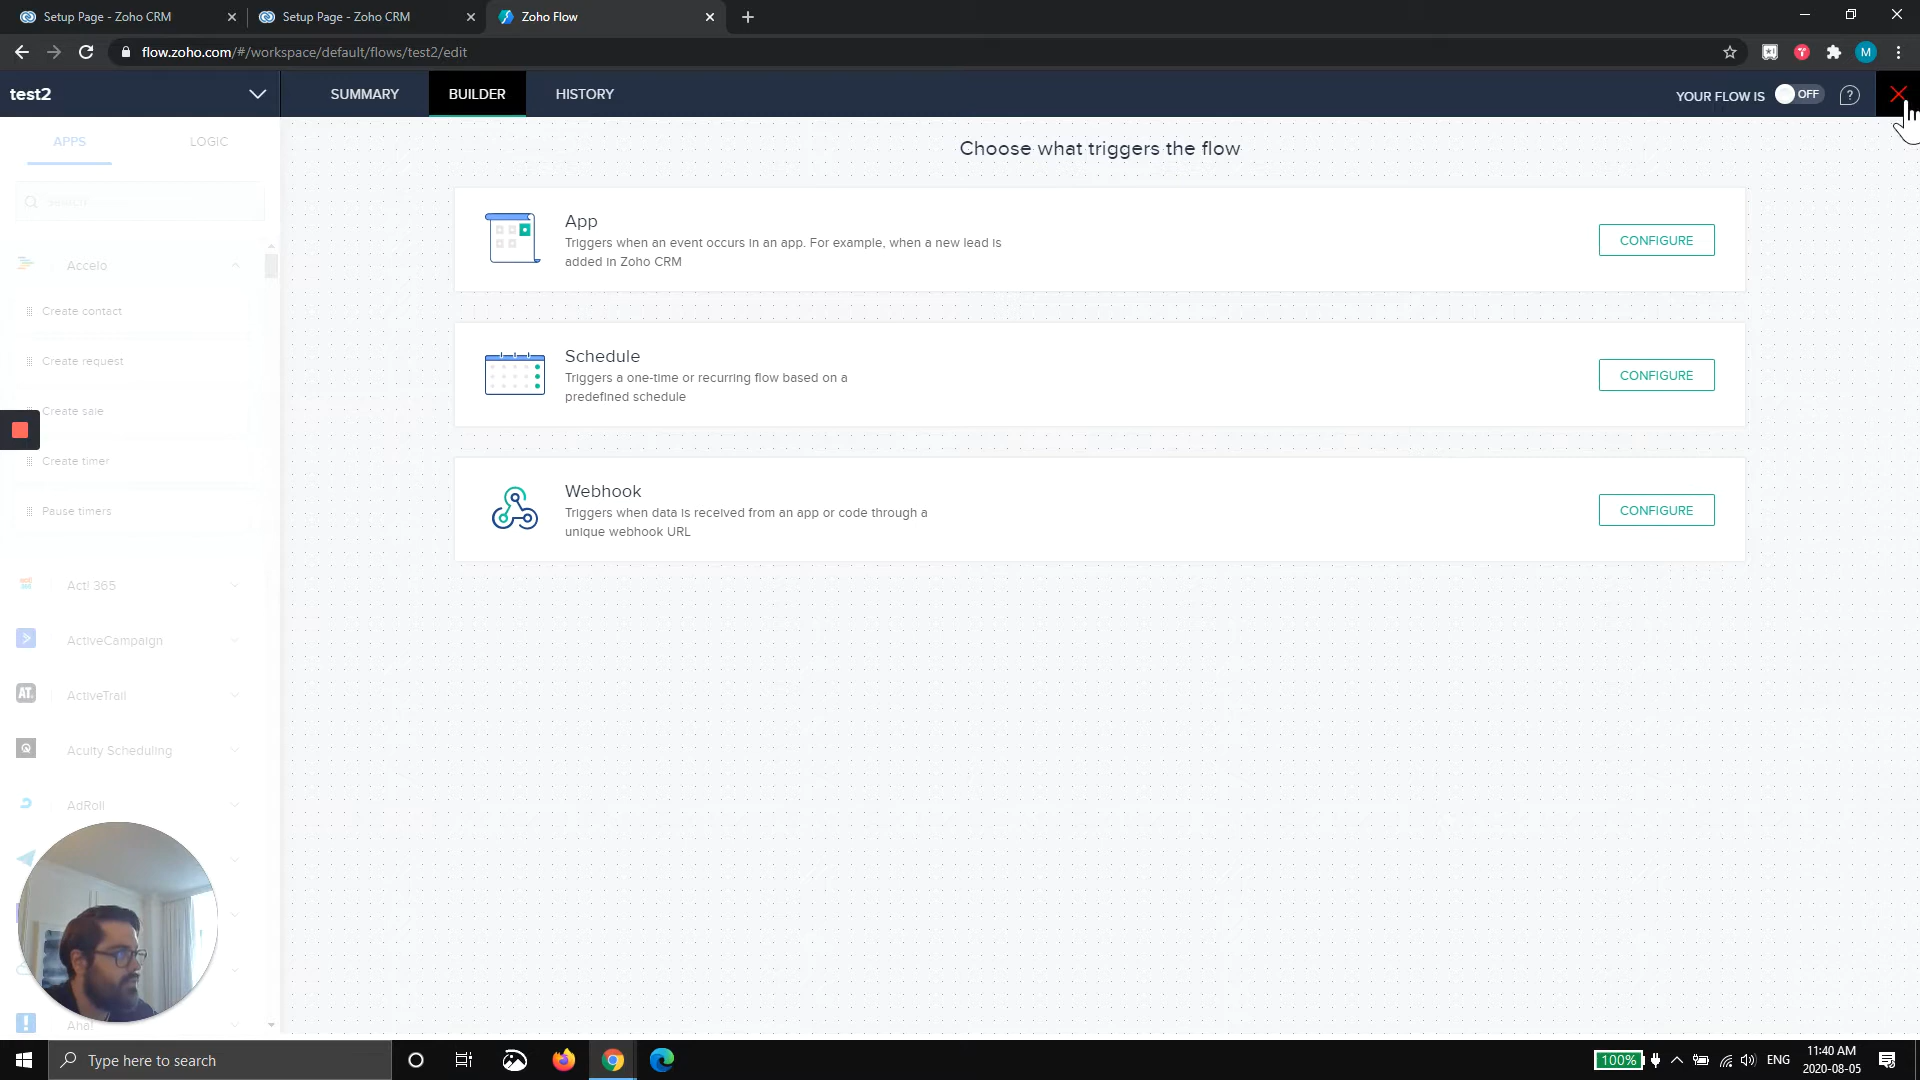 Setup Page - Zoho CRM
Setup Page - Zoho CRM
Zoho Flow
flow.zoho.com/#/workspace/default/flows/test2/edit
M
test2
SUMMARY
BUILDER
HISTORY
YOUR FLOW IS
OFF
?
APPS
LOGIC
Search
Choose what triggers the flow
App
Triggers when an event occurs in an app. For example, when a new lead is
added in Zoho CRM
CONFIGURE
Schedule
Triggers a one-time or recurring flow based on a
predefined schedule
CONFIGURE
Webhook
Triggers when data is received from an app or code through a
unique webhook URL
CONFIGURE
Accelo
Create contact
Create request
Create sale
Create timer
Pause timers
Act! 365
ActiveCampaign
AT.
ActiveTrail
Acuity Scheduling
AdRoll
Aha!
Type here to search
100%
ENG
11:40 AM
2020-08-05